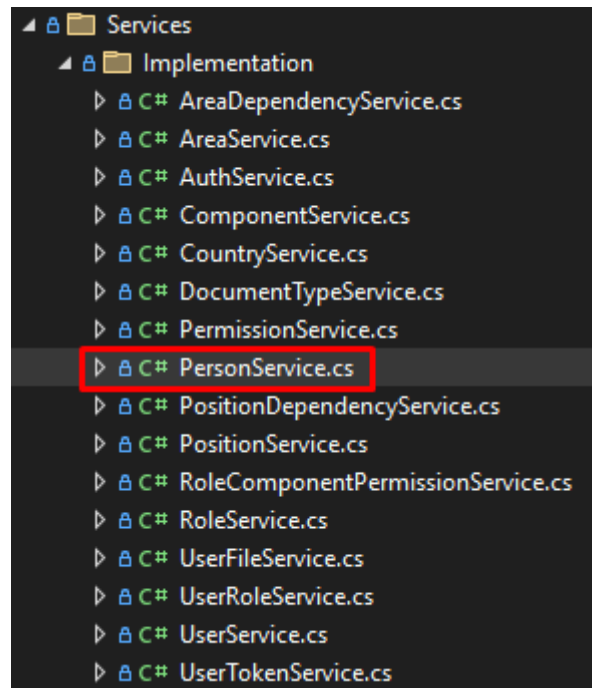 Services
Implementation
C# AreaDependencyService.cs
C# AreaService.cs
C# AuthService.cs
C# ComponentService.cs
C# CountryService.cs
C# DocumentTypeService.cs
C# PermissionService.cs
C# PersonService.cs
C# PositionDependencyService.cs
C# PositionService.cs
C# RoleComponentPermissionService.cs
C# RoleService.cs
C# UserFileService.cs
C# UserRoleService.cs
C# UserService.cs
C# UserTokenService.cs